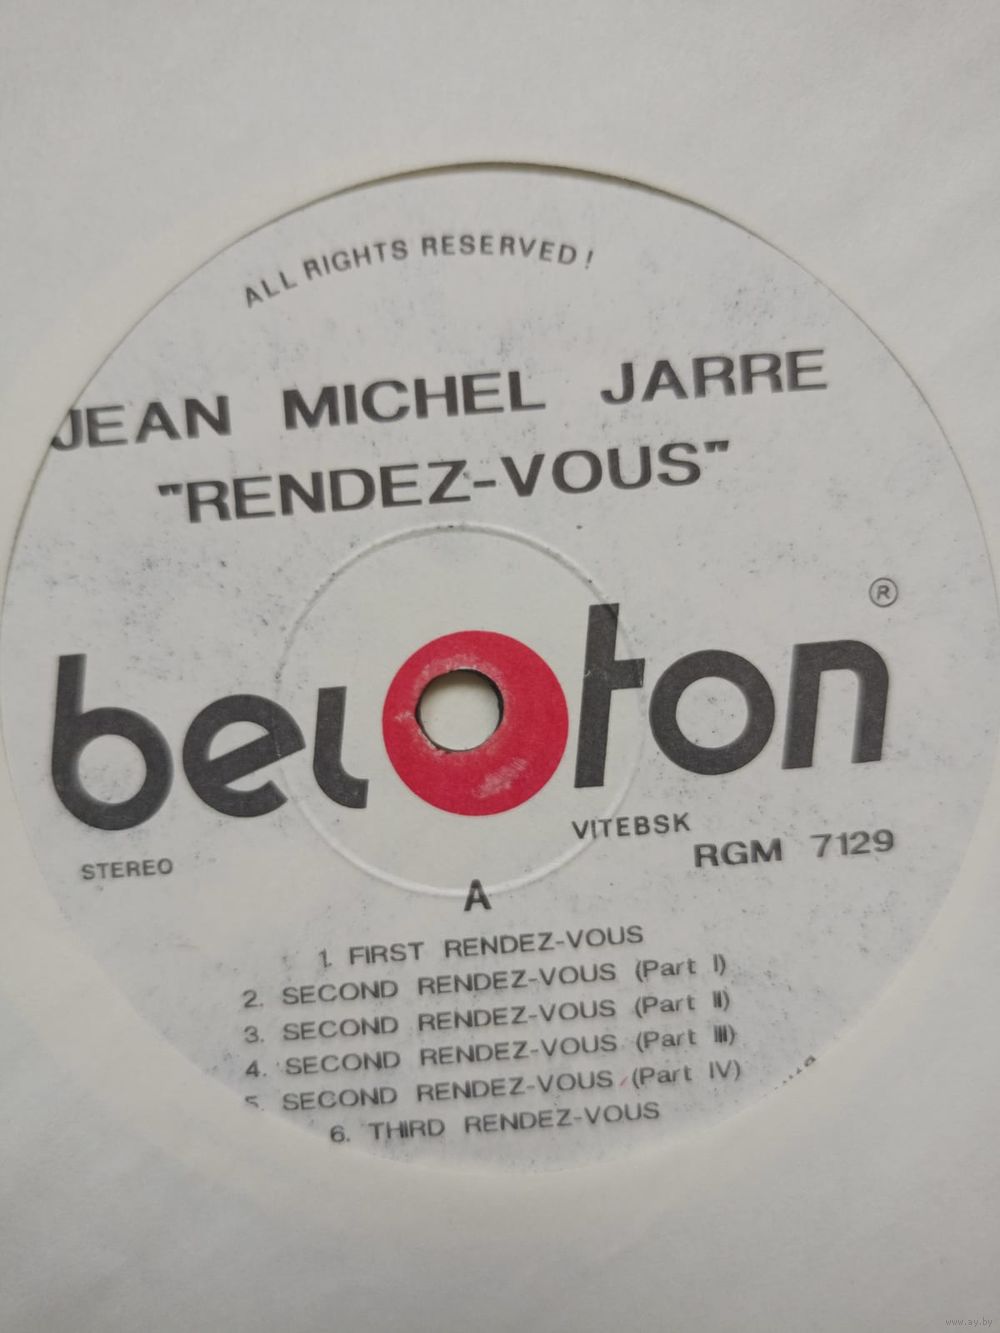 ALL RIGHTS RESERVED!
JEAN MICHEL JARRE
"RENDEZ-VOUS"
beloton ®
VITEBSK
STEREO
RGM 7129
A
1. FIRST RENDEZ-VOUS
2. SECOND RENDEZ-VOUS (Part I)
3. SECOND RENDEZ-VOUS (Part II)
4. SECOND RENDEZ-VOUS (Part III)
5. SECOND RENDEZ-VOUS (Part IV)
6. THIRD RENDEZ-VOUS
www.ay.by